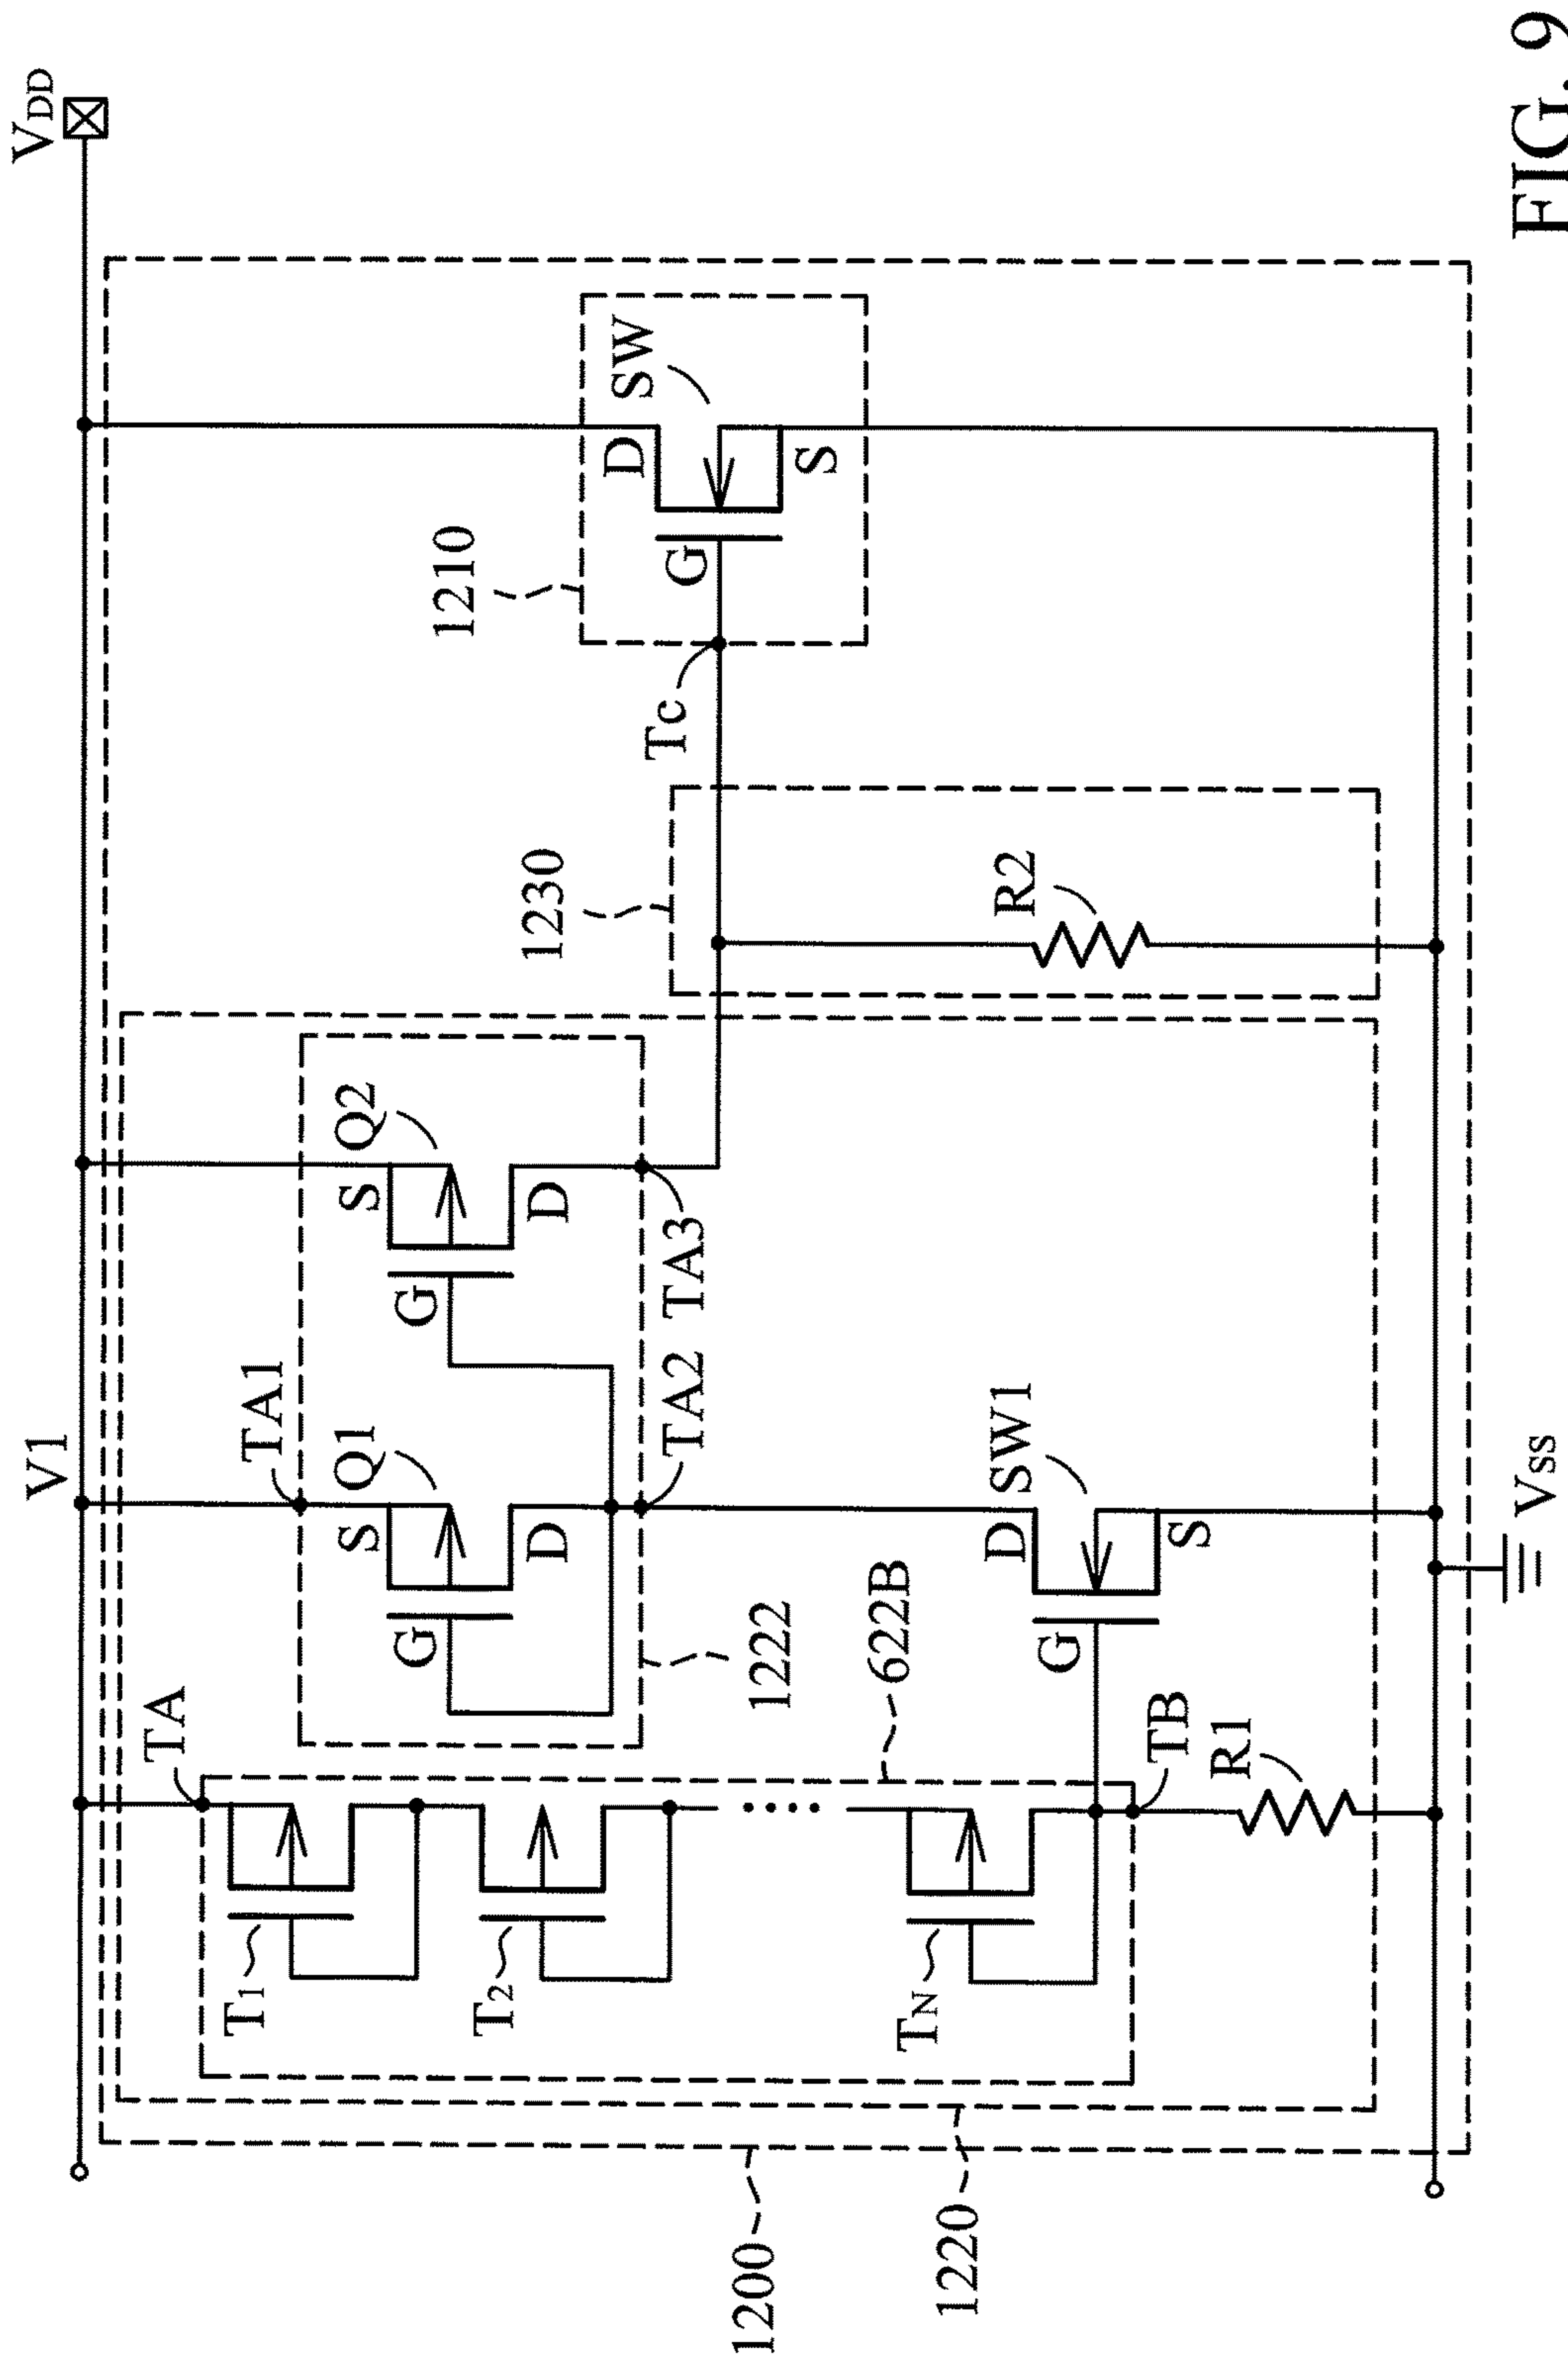 V1
VDD
TA
TA1
T1
S
Q1
G
D
S
Q2
G
D
1210
D
SW
G
S
T2
1222
TA2
TA3
1230
Tc
TN
622B
D
SW1
G
S
R2
TB
R1
1200
1220
VSS
FIG. 9